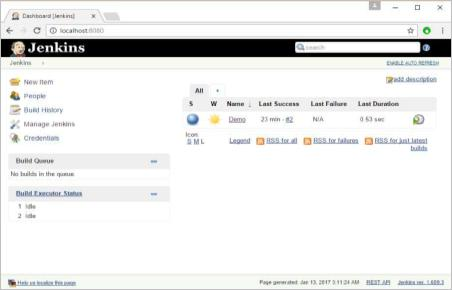 Dashboard [Jenkins]
localhost:8080
Jenkins
search
Jenkins
ENABLE AUTO REFRESH
New Item
People
Build History
Manage Jenkins
Credentials
add description
All +
S W Name ↓ Last Success Last Failure Last Duration
Demo 23 min - #2 N/A 0.53 sec
Icon: S M L
Legend RSS for all RSS for failures RSS for just latest builds
Build Queue
No builds in the queue.
Build Executor Status
1 Idle
2 Idle
Help us localize this page
Page generated: Jan 13, 2017 3:11:24 AM REST API Jenkins ver. 1.609.3